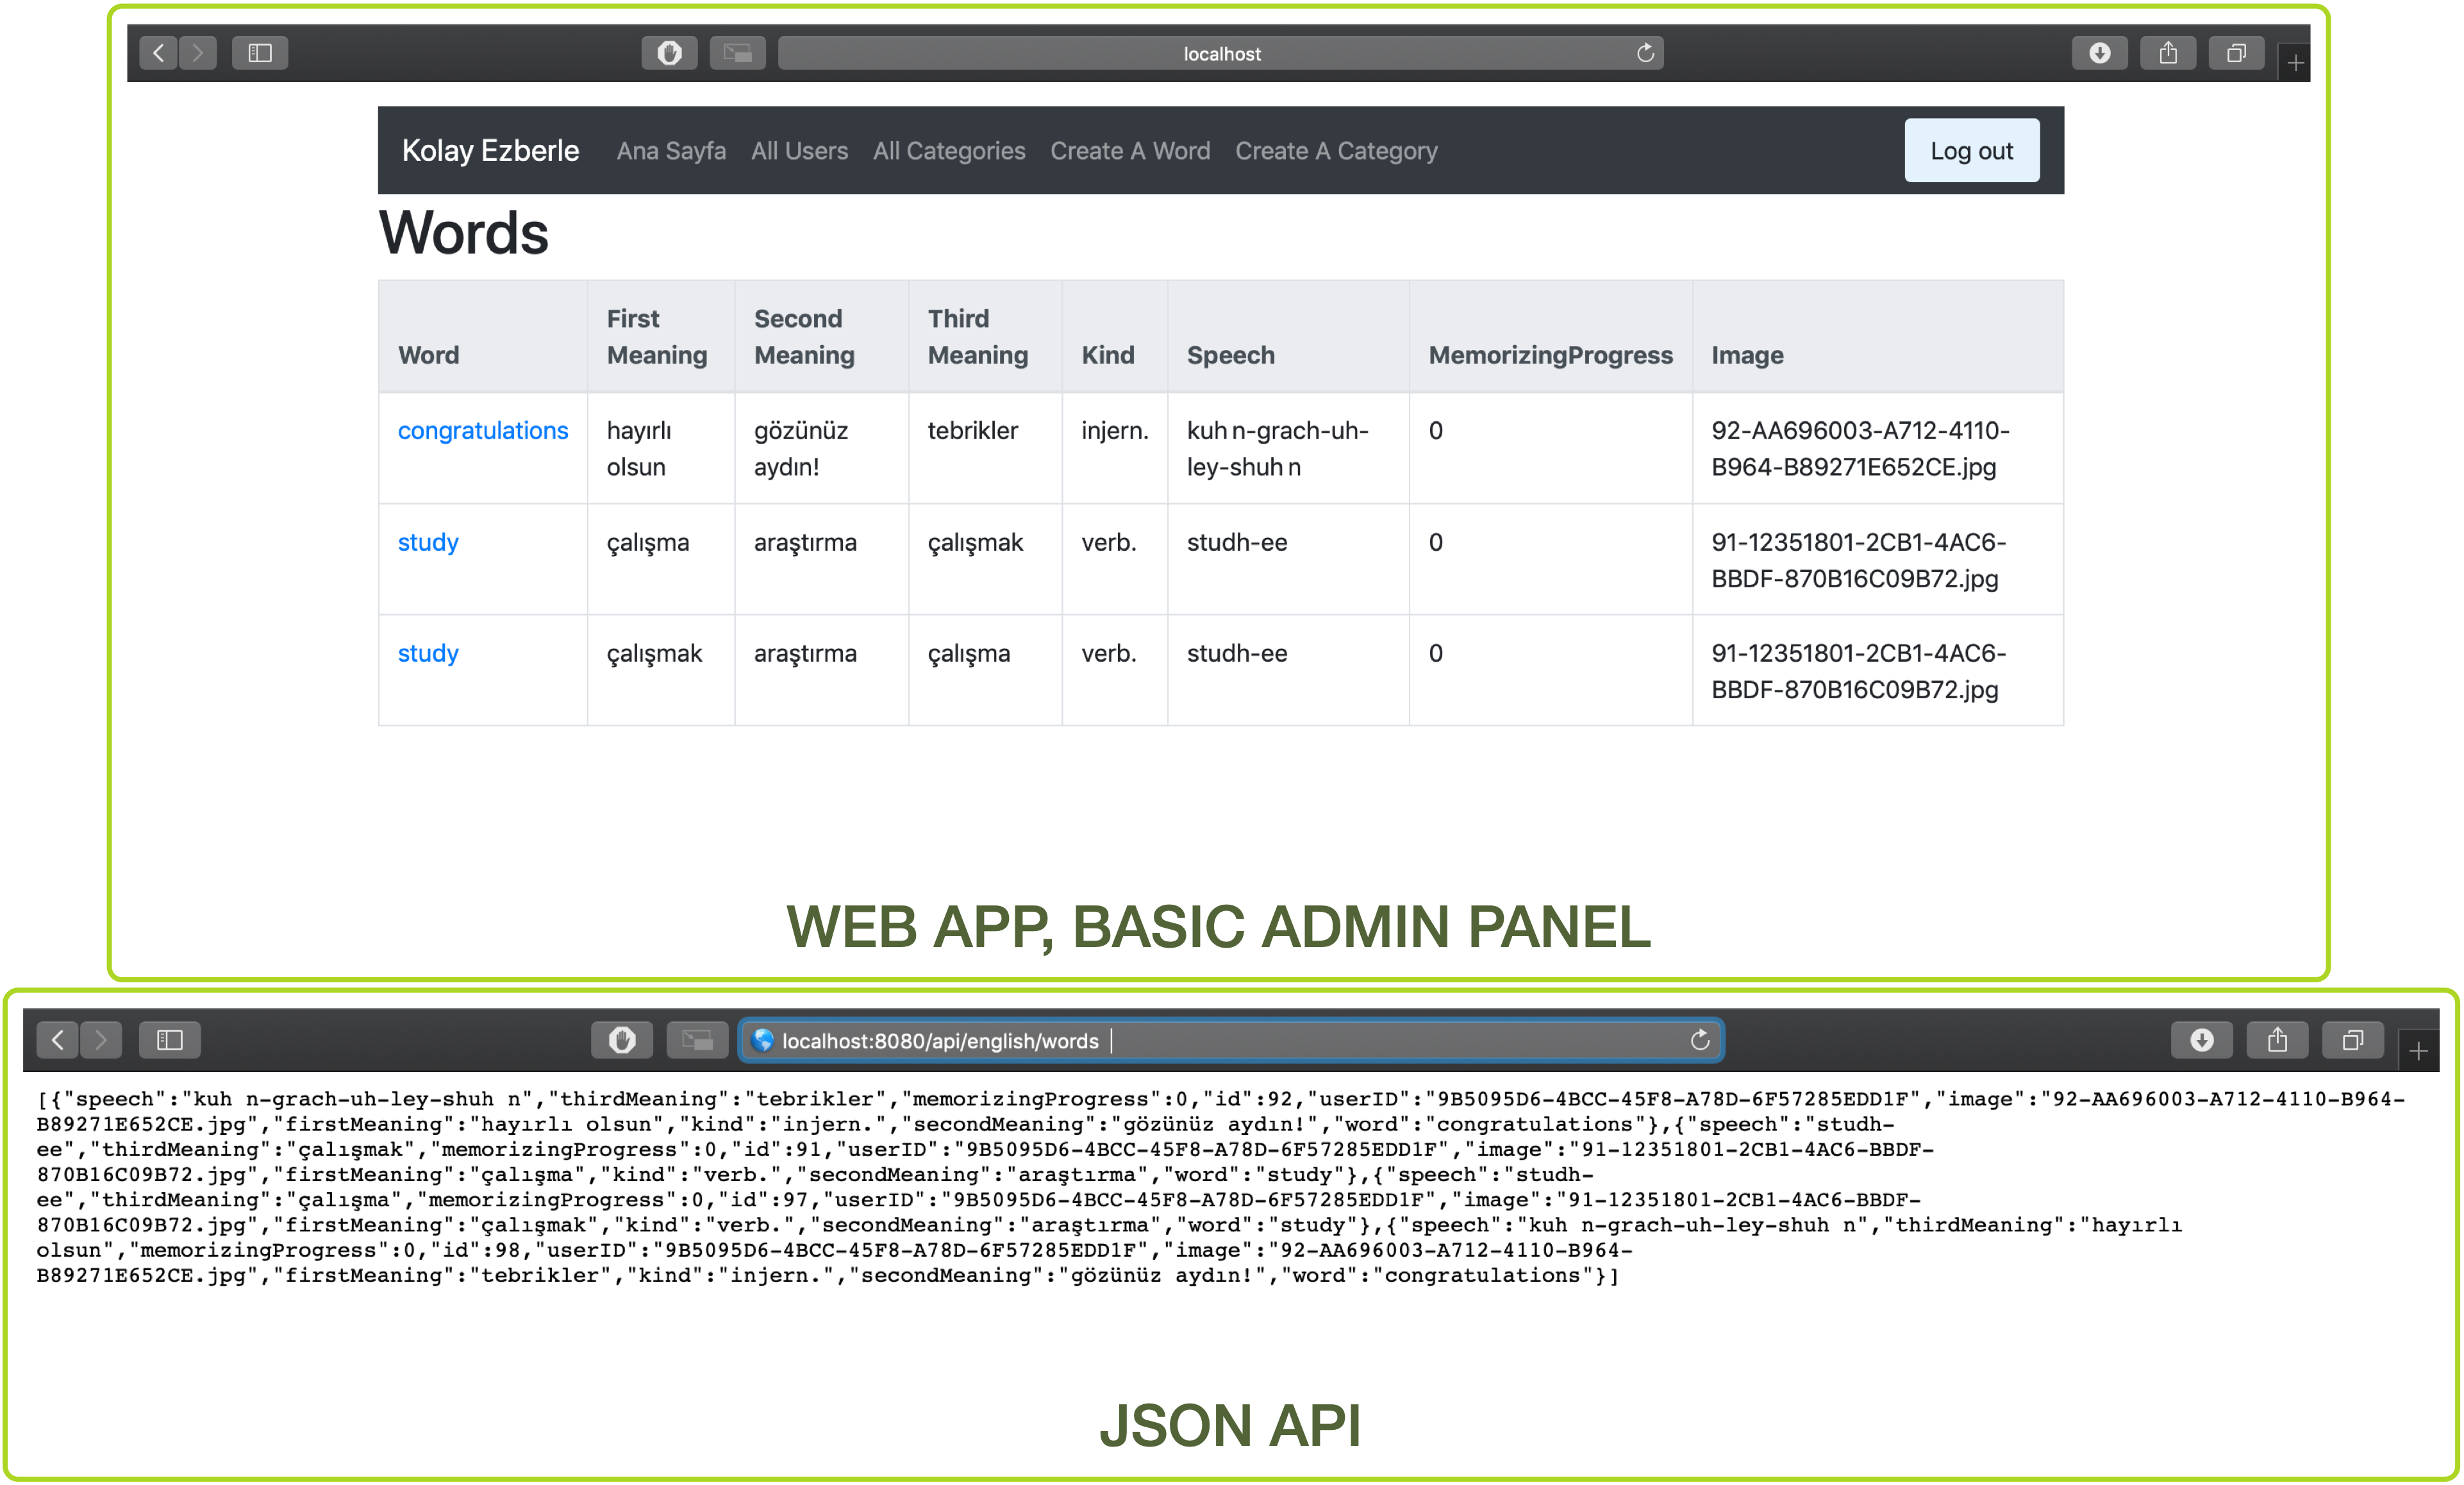 localhost
Kolay Ezberle Ana Sayfa All Users All Categories Create A Word Create A Category Log out
Words
Word First Meaning Second Meaning Third Meaning Kind Speech MemorizingProgress Image
congratulations hayırlı olsun gözünüz aydın! tebrikler injern. kuh n-grach-uh-ley-shuh n 0 92-AA696003-A712-4110-B964-B89271E652CE.jpg
study çalışma araştırma çalışmak verb. studh-ee 0 91-12351801-2CB1-4AC6-BBDF-870B16C09B72.jpg
study çalışmak araştırma çalışma verb. studh-ee 0 91-12351801-2CB1-4AC6-BBDF-870B16C09B72.jpg
WEB APP, BASIC ADMIN PANEL
localhost:8080/api/english/words
[{"speech":"kuh n-grach-uh-ley-shuh n","thirdMeaning":"tebrikler","memorizingProgress":0,"id":92,"userID":"9B5095D6-4BCC-45F8-A78D-6F57285EDD1F","image":"92-AA696003-A712-4110-B964-
B89271E652CE.jpg","firstMeaning":"hayırlı olsun","kind":"injern.","secondMeaning":"gözünüz aydın!","word":"congratulations"},{"speech":"studh-
ee","thirdMeaning":"çalışmak","memorizingProgress":0,"id":91,"userID":"9B5095D6-4BCC-45F8-A78D-6F57285EDD1F","image":"91-12351801-2CB1-4AC6-BBDF-
870B16C09B72.jpg","firstMeaning":"çalışma","kind":"verb.","secondMeaning":"araştırma","word":"study"},{"speech":"studh-
ee","thirdMeaning":"çalışma","memorizingProgress":0,"id":97,"userID":"9B5095D6-4BCC-45F8-A78D-6F57285EDD1F","image":"91-12351801-2CB1-4AC6-BBDF-
870B16C09B72.jpg","firstMeaning":"çalışmak","kind":"verb.","secondMeaning":"araştırma","word":"study"},{"speech":"kuh n-grach-uh-ley-shuh n","thirdMeaning":"hayırlı
olsun","memorizingProgress":0,"id":98,"userID":"9B5095D6-4BCC-45F8-A78D-6F57285EDD1F","image":"92-AA696003-A712-4110-B964-
B89271E652CE.jpg","firstMeaning":"tebrikler","kind":"injern.","secondMeaning":"gözünüz aydın!","word":"congratulations"}]
JSON API